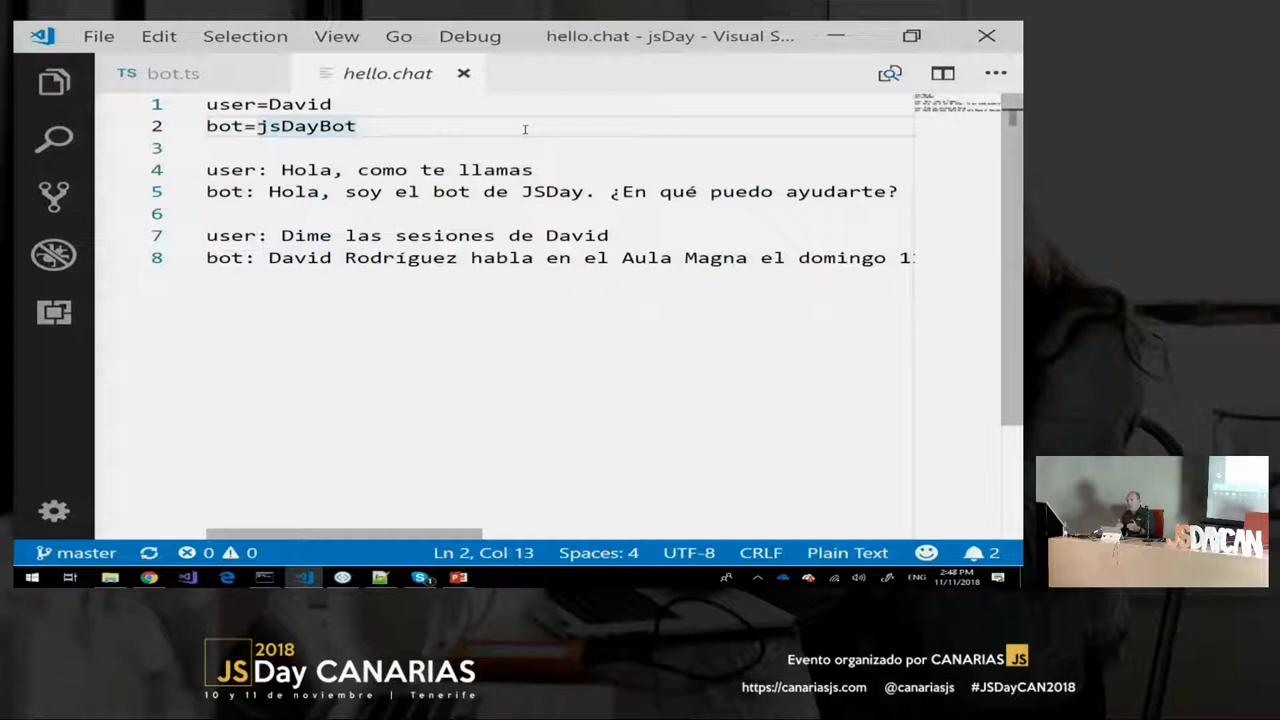 File Edit Selection View Go Debug hello.chat - jsDay - Visual S...
TS bot.ts hello.chat
1 user=David
2 bot=jsDayBot
3
4 user: Hola, como te llamas
5 bot: Hola, soy el bot de JSDay. ¿En qué puedo ayudarte?
6
7 user: Dime las sesiones de David
8 bot: David Rodríguez habla en el Aula Magna el domingo 1
master 0 0 Ln 2, Col 13 Spaces: 4 UTF-8 CRLF Plain Text 2
ENG 2:48 PM
11/11/2018
JSDAYCAN
2018
JSDay CANARIAS
10 y 11 de noviembre | Tenerife
Evento organizado por CANARIAS JS
https://canariasjs.com @canariasjs #JSDayCAN2018